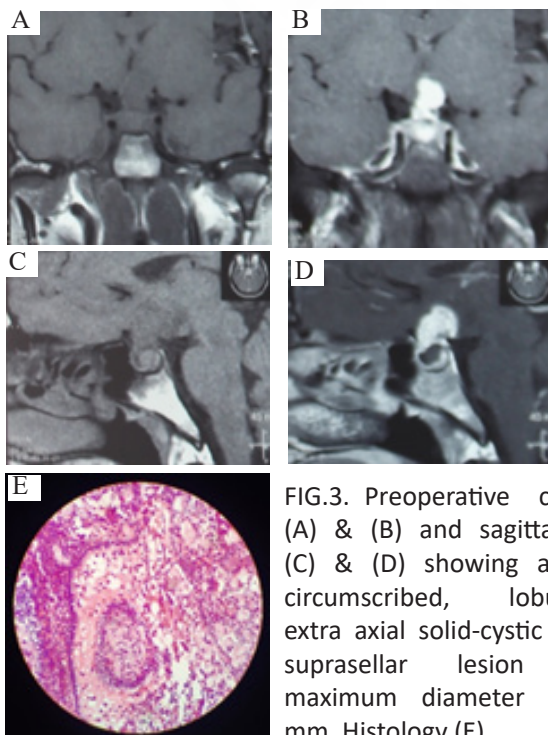 A
B
C
D
E
FIG.3. Preoperative
(A) & (B) and sagitta
(C) & (D) showing a
circumscribed, lobu
extra axial solid-cystic
suprasellar lesion
maximum diameter
mm. Histology (E)